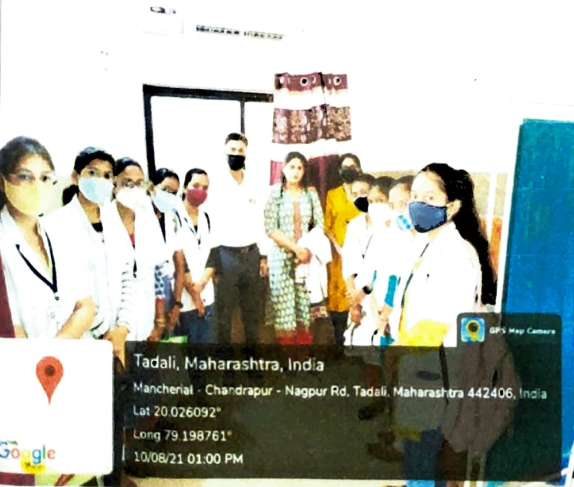 GPS Map Camera
Tadali, Maharashtra, India
Mancherial - Chandrapur - Nagpur Rd, Tadali, Maharashtra 442406, India
Lat 20.026092°
Long 79.198761°
10/08/21 01:00 PM
Google